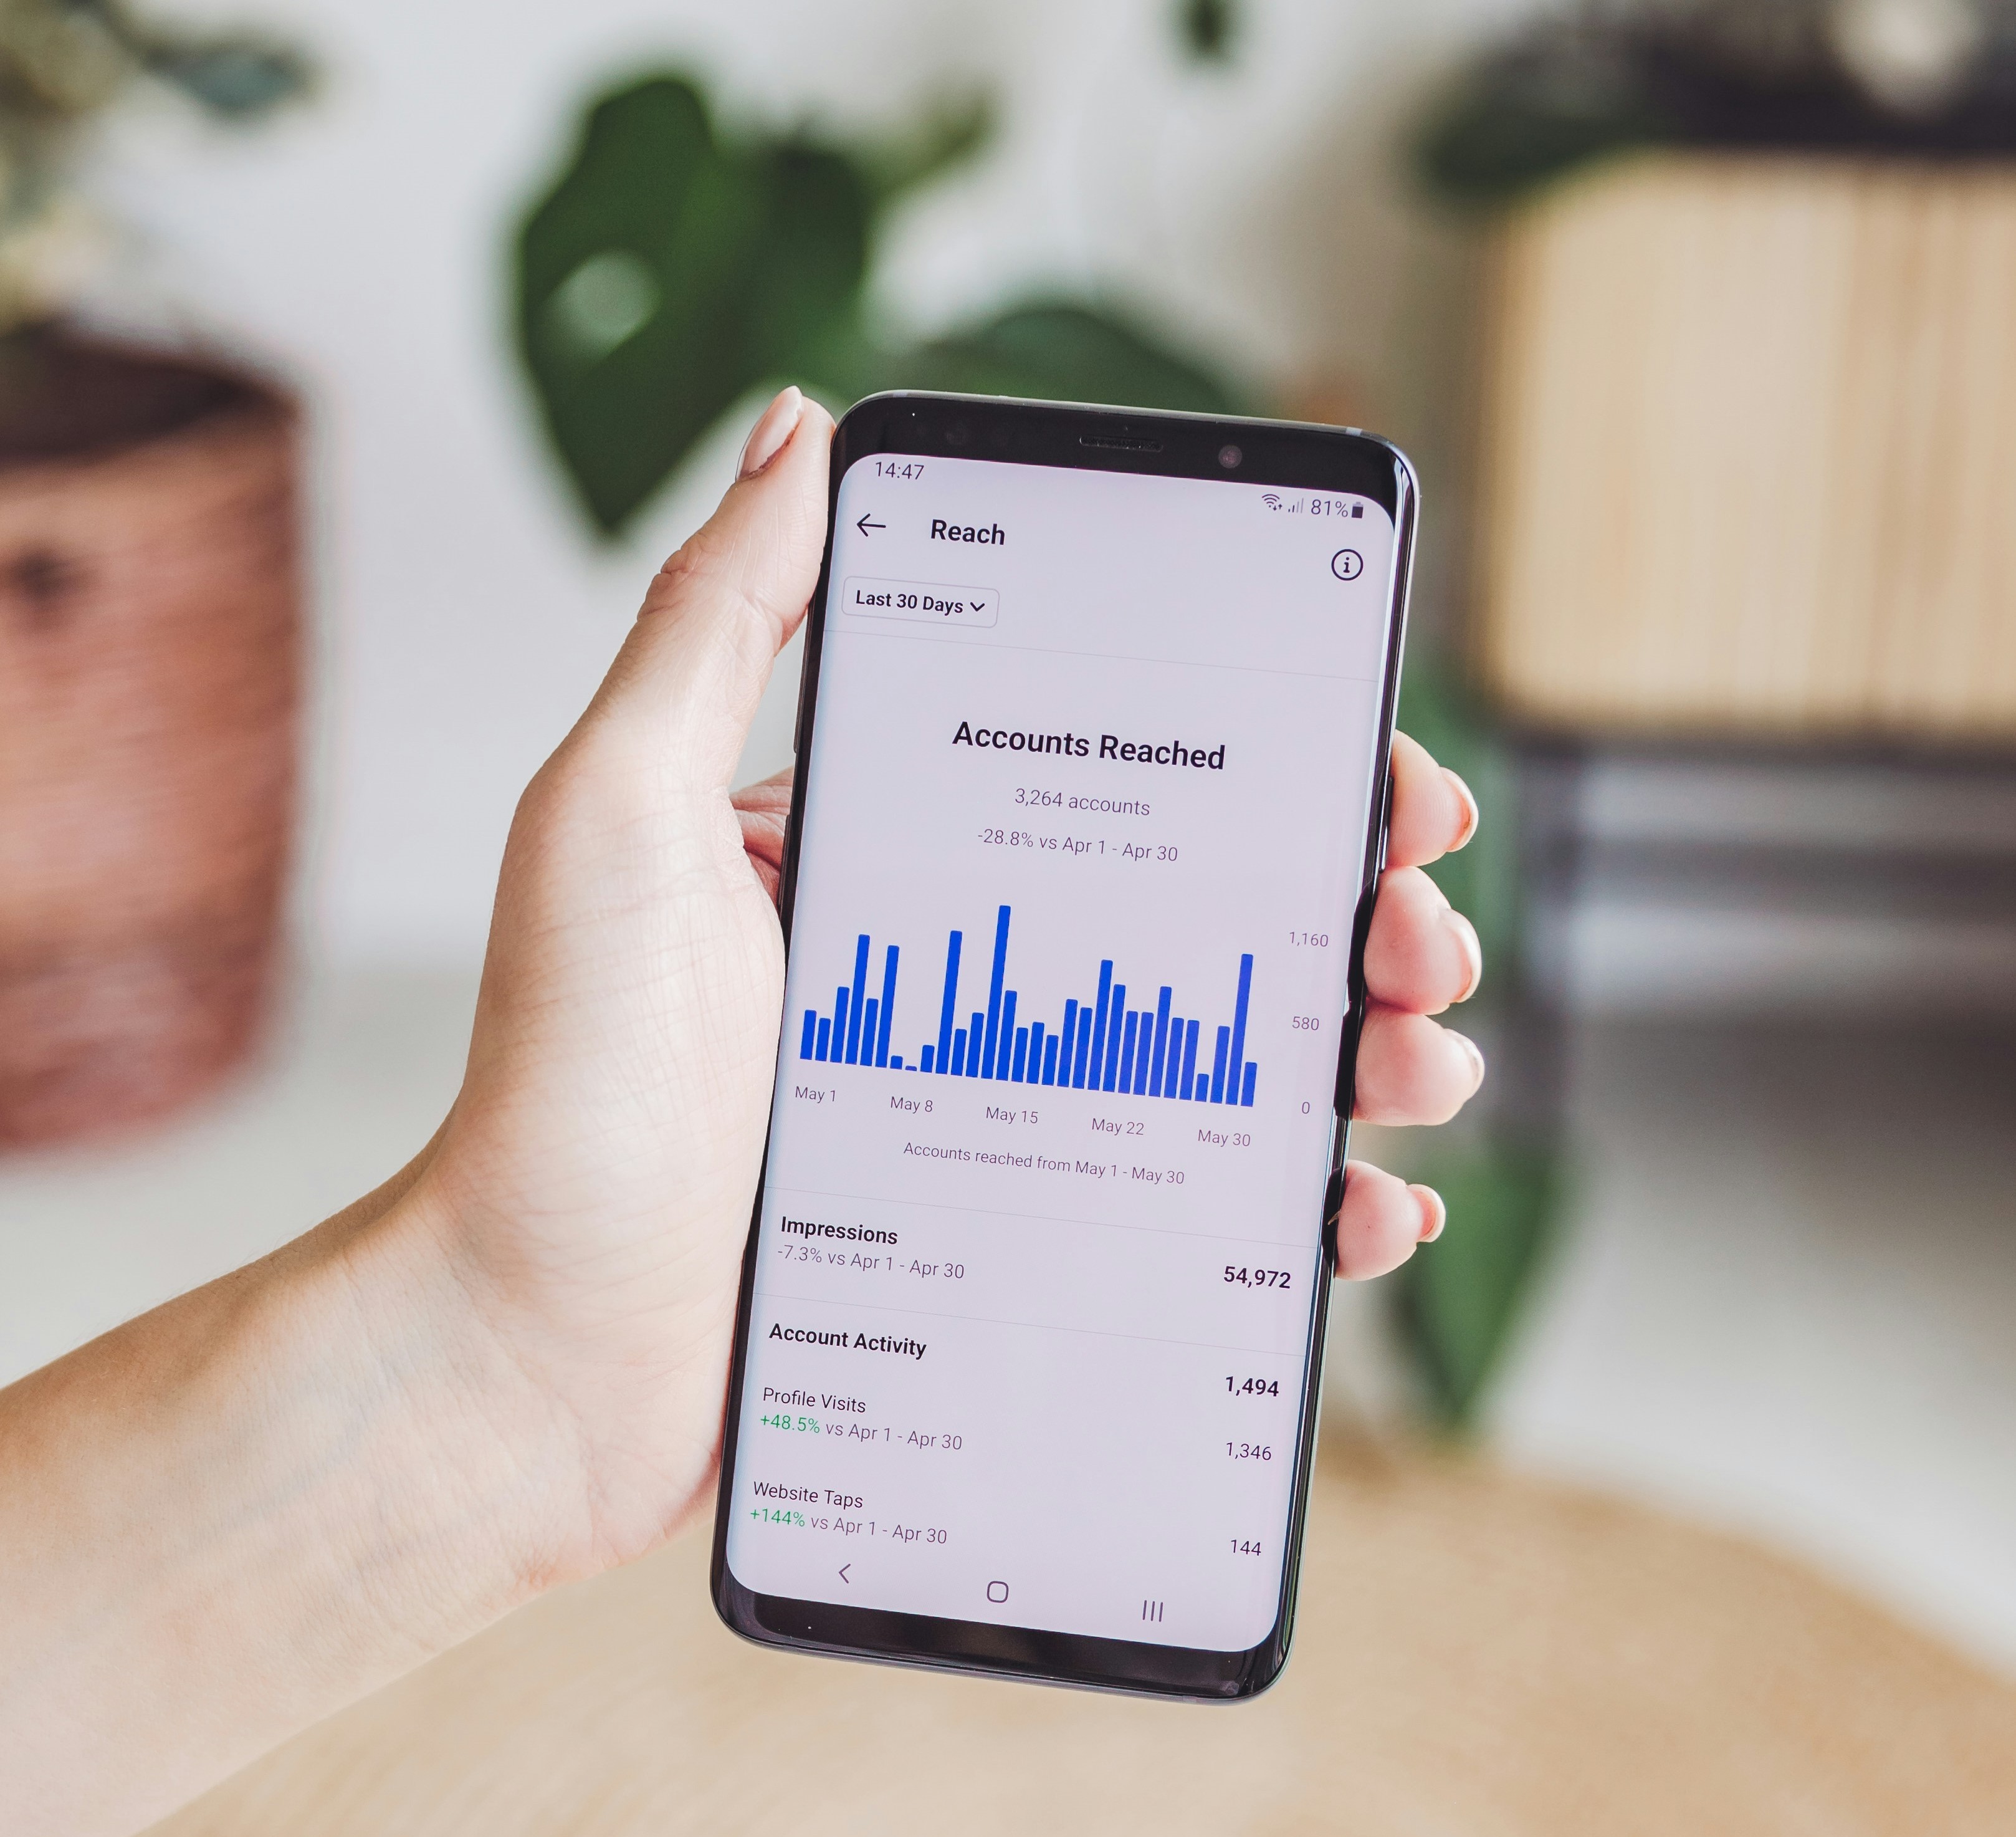 14:47
81%
Reach
Last 30 Days
Accounts Reached
3,264 accounts
-28.8% vs Apr 1 - Apr 30
1,160
580
0
May 1 May 8 May 15 May 22 May 30
Accounts reached from May 1 - May 30
Impressions
-7.3% vs Apr 1 - Apr 30
54,972
Account Activity
1,494
Profile Visits
+48.5% vs Apr 1 - Apr 30
1,346
Website Taps
+144% vs Apr 1 - Apr 30
144